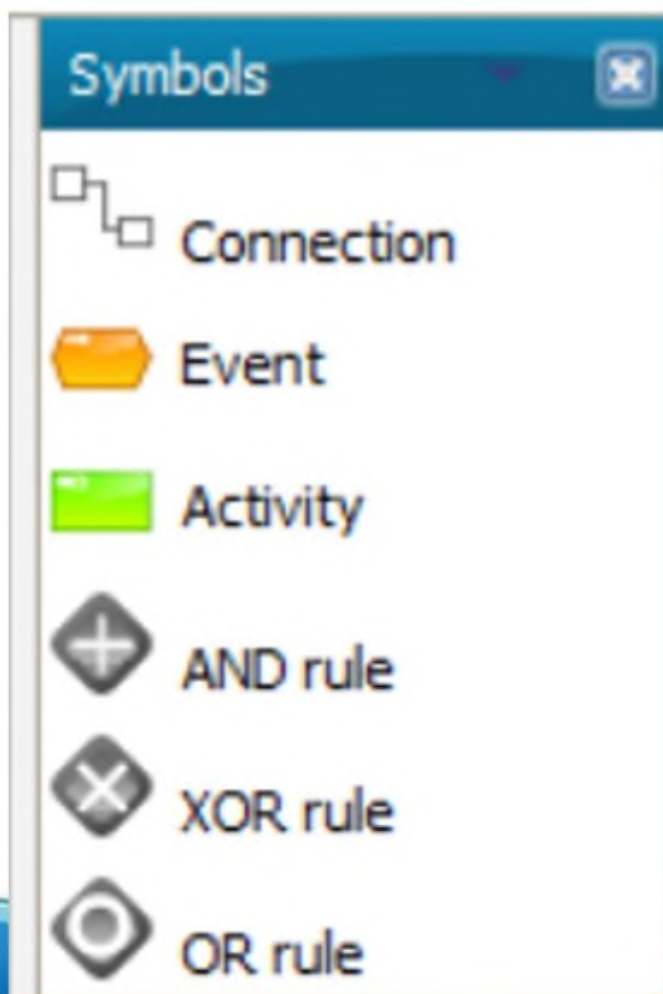 Symbols
Connection
Event
Activity
AND rule
XOR rule
OR rule